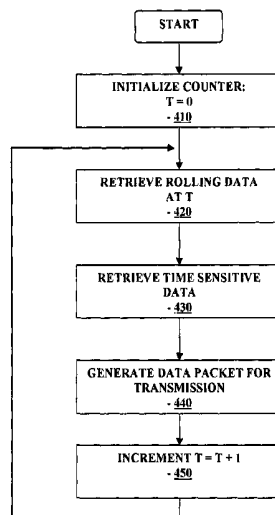 START
INITIALIZE COUNTER:
T = 0
- 410
RETRIEVE ROLLING DATA
AT T
- 420
RETRIEVE TIME SENSITIVE
DATA
- 430
GENERATE DATA PACKET FOR
TRANSMISSION
- 440
INCREMENT T = T + 1
- 450